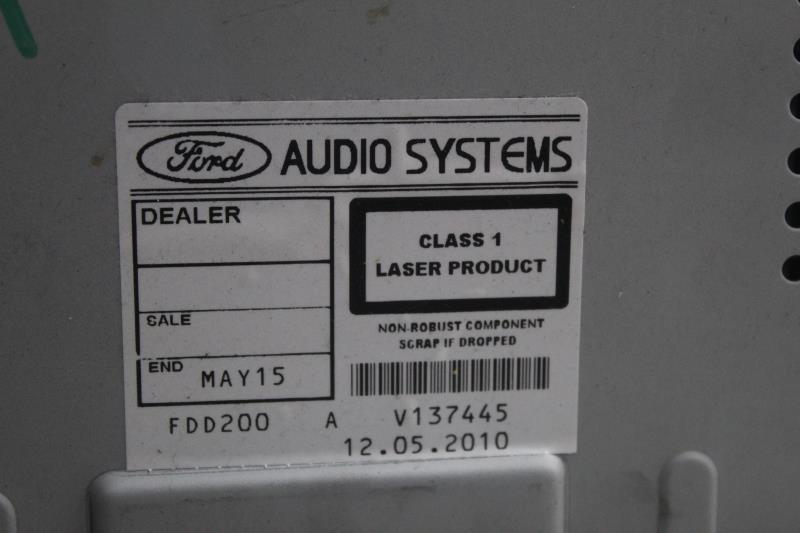 Ford AUDIO SYSTEMS
DEALER
SALE
END MAY15
CLASS 1
LASER PRODUCT
NON-ROBUST COMPONENT
SCRAP IF DROPPED
FDD200 A V137445
12.05.2010